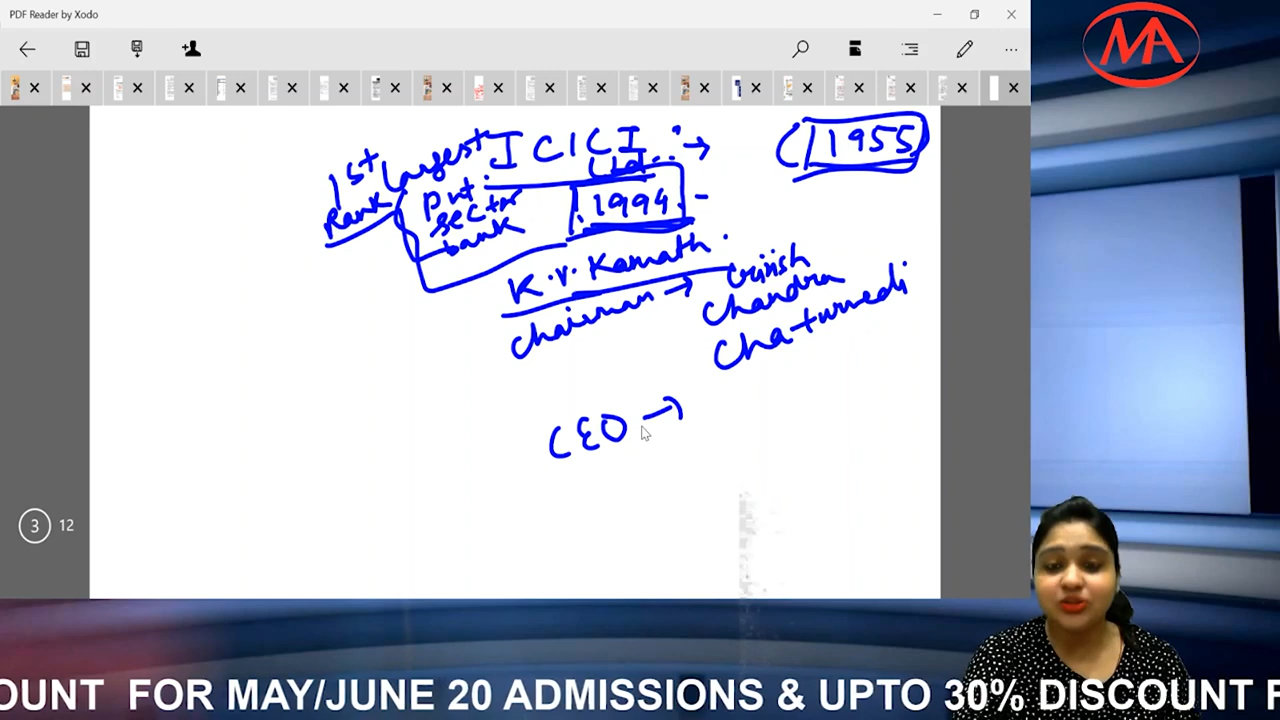 PDF Reader by Xodo
MA
1st largest
Rank
pvt.
sector
bank
ICICI → (1955)
Ltd..
1994 -
K.V. Kamath
Chairman → Girish
Chandra
Chaturvedi
CEO →
3 12
OUNT FOR MAY/JUNE 20 ADMISSIONS & UPTO 30% DISCOUNT F